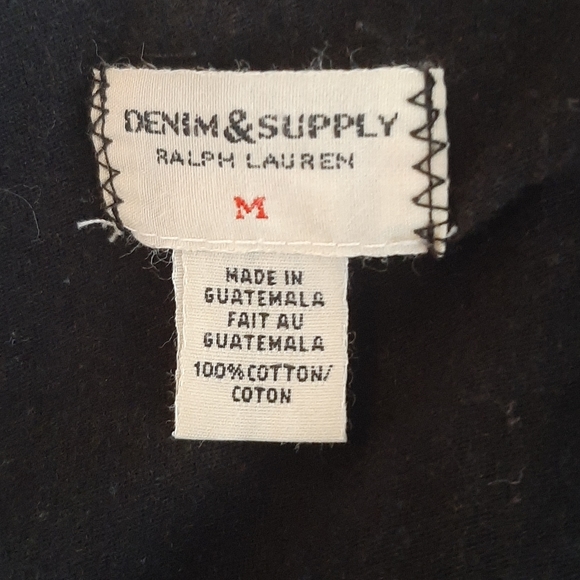 DENIM&SUPPLY
RALPH LAUREN
M
MADE IN
GUATEMALA
FAIT AU
GUATEMALA
100%COTTON/
COTON